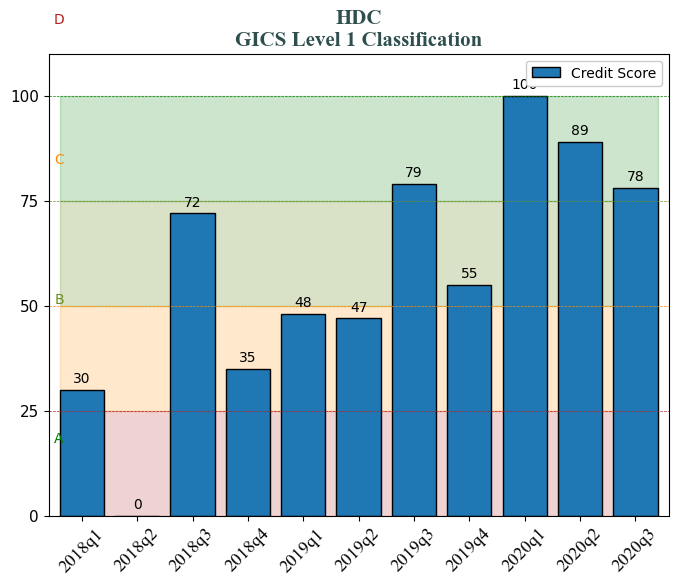 D
HDC
GICS Level 1 Classification
Credit Score
100
100
89
C
79
78
75
72
55
B
50
48
47
35
30
25
A
0
0
2018q1
2018q2
2018q3
2018q4
2019q1
2019q2
2019q3
2019q4
2020q1
2020q2
2020q3